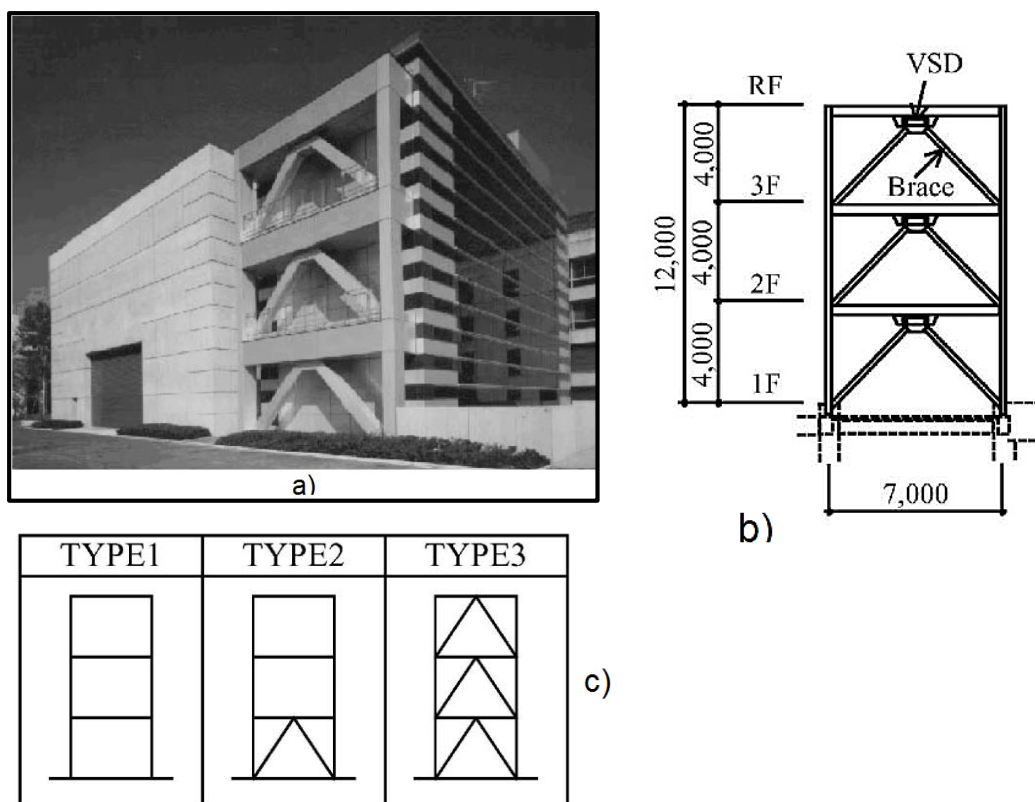 a)
VSD
RF
4,000
3F
Brace
12,000
4,000
2F
4,000
1F
7,000
b)
TYPE1 TYPE2 TYPE3
c)